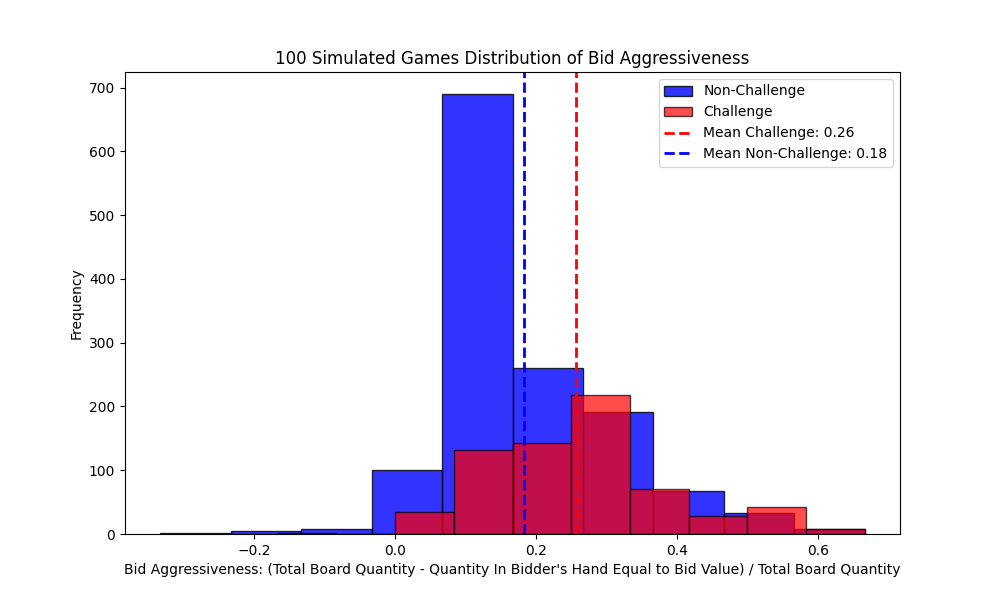 100 Simulated Games Distribution of Bid Aggressiveness
Non-Challenge
Challenge
Mean Challenge: 0.26
Mean Non-Challenge: 0.18
Frequency
700
600
500
400
300
200
100
0
−0.2 0.0 0.2 0.4 0.6
Bid Aggressiveness: (Total Board Quantity - Quantity In Bidder's Hand Equal to Bid Value) / Total Board Quantity